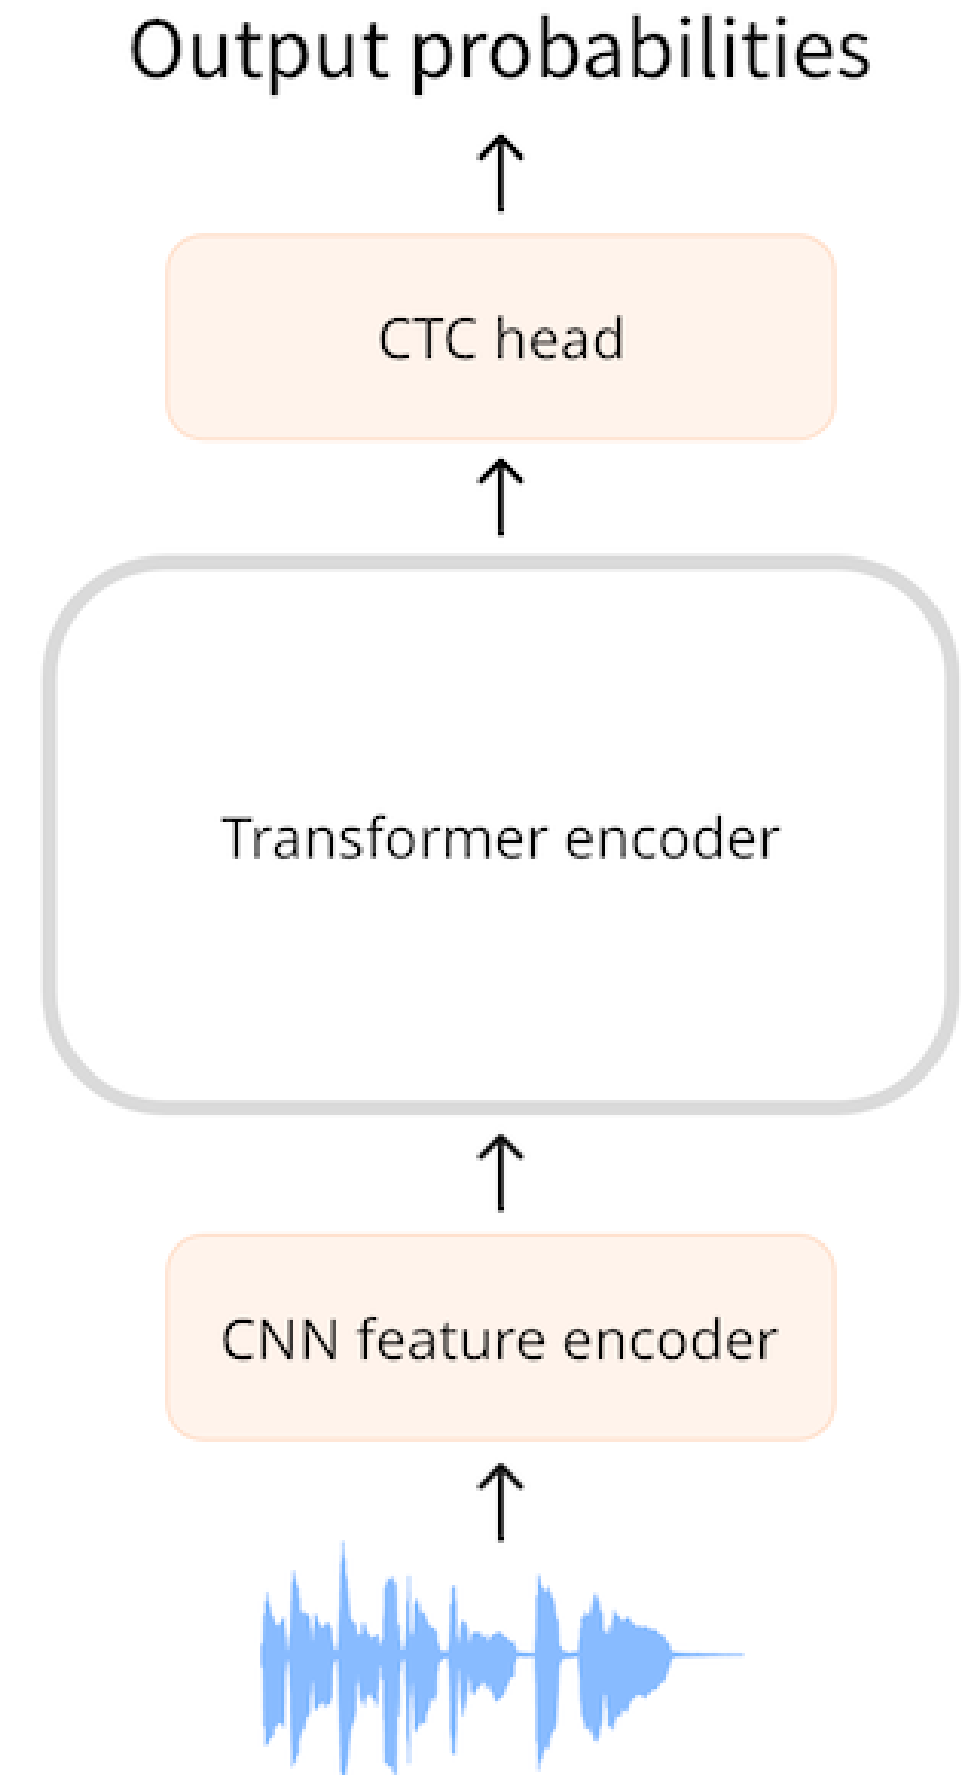 Output probabilities
CTC head
Transformer encoder
CNN feature encoder